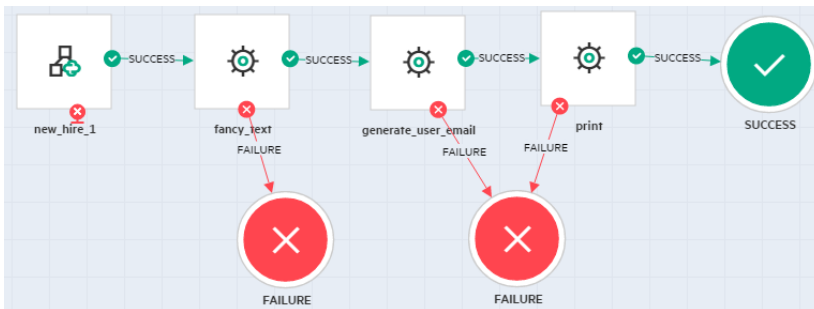 SUCCESS
SUCCESS
SUCCESS
SUCCESS
new_hire_1
fancy_text
generate_user_email
print
SUCCESS
FAILURE
FAILURE
FAILURE
FAILURE
FAILURE